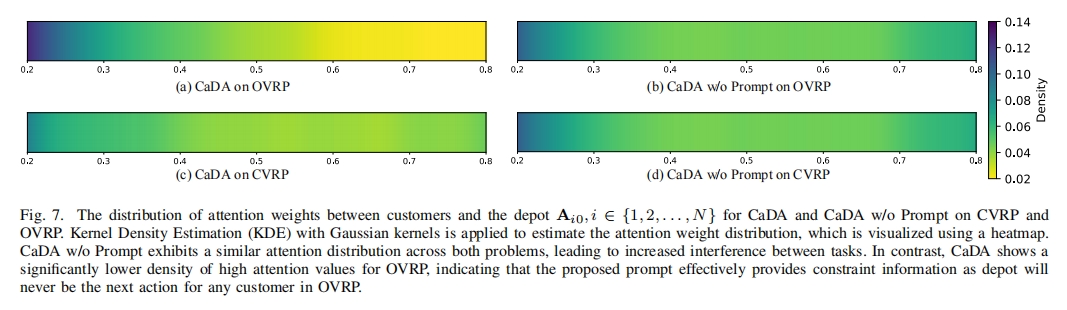 0.2 0.3 0.4 0.5 0.6 0.7 0.8
(a) CaDA on OVRP
0.2 0.3 0.4 0.5 0.6 0.7 0.8
(b) CaDA w/o Prompt on OVRP
0.2 0.3 0.4 0.5 0.6 0.7 0.8
(c) CaDA on CVRP
0.2 0.3 0.4 0.5 0.6 0.7 0.8
(d) CaDA w/o Prompt on CVRP
0.14
0.12
0.10
0.08
0.06
0.04
0.02
Density
Fig. 7. The distribution of attention weights between customers and the depot A_{i0}, i ∈ {1, 2, . . . , N} for CaDA and CaDA w/o Prompt on CVRP and
OVRP. Kernel Density Estimation (KDE) with Gaussian kernels is applied to estimate the attention weight distribution, which is visualized using a heatmap.
CaDA w/o Prompt exhibits a similar attention distribution across both problems, leading to increased interference between tasks. In contrast, CaDA shows a
significantly lower density of high attention values for OVRP, indicating that the proposed prompt effectively provides constraint information as depot will
never be the next action for any customer in OVRP.